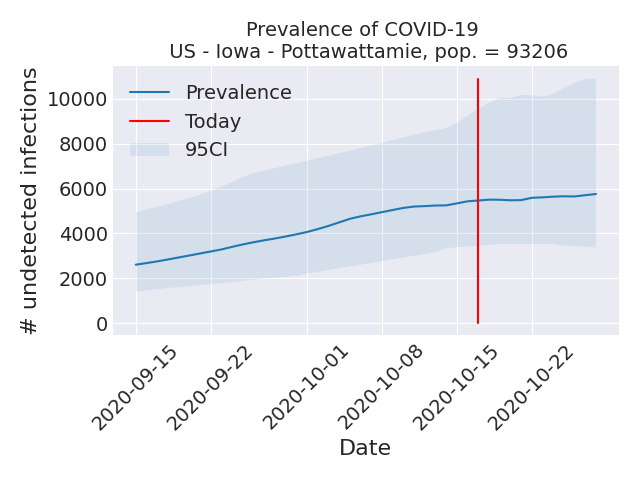 Prevalence of COVID-19
US - Iowa - Pottawattamie, pop. = 93206
# undetected infections
10000
8000
6000
4000
2000
0
Prevalence
Today
95CI
2020-09-15
2020-09-22
2020-10-01
2020-10-08
2020-10-15
2020-10-22
Date